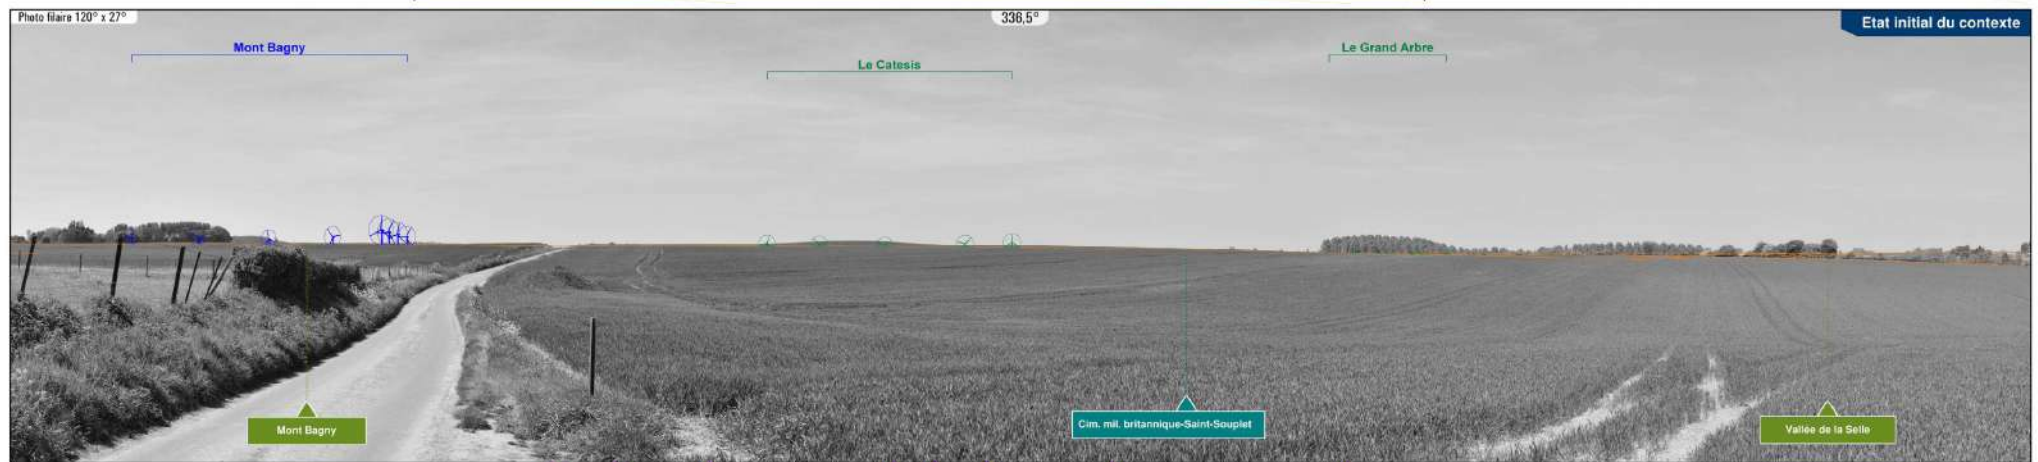 Photo filaire 120° x 27°
336,5°
Etat initial du contexte
Mont Bagny
Le Catesis
Le Grand Arbre
Mont Bagny
Cim. mil. britannique-Saint-Souplet
Vallée de la Selle